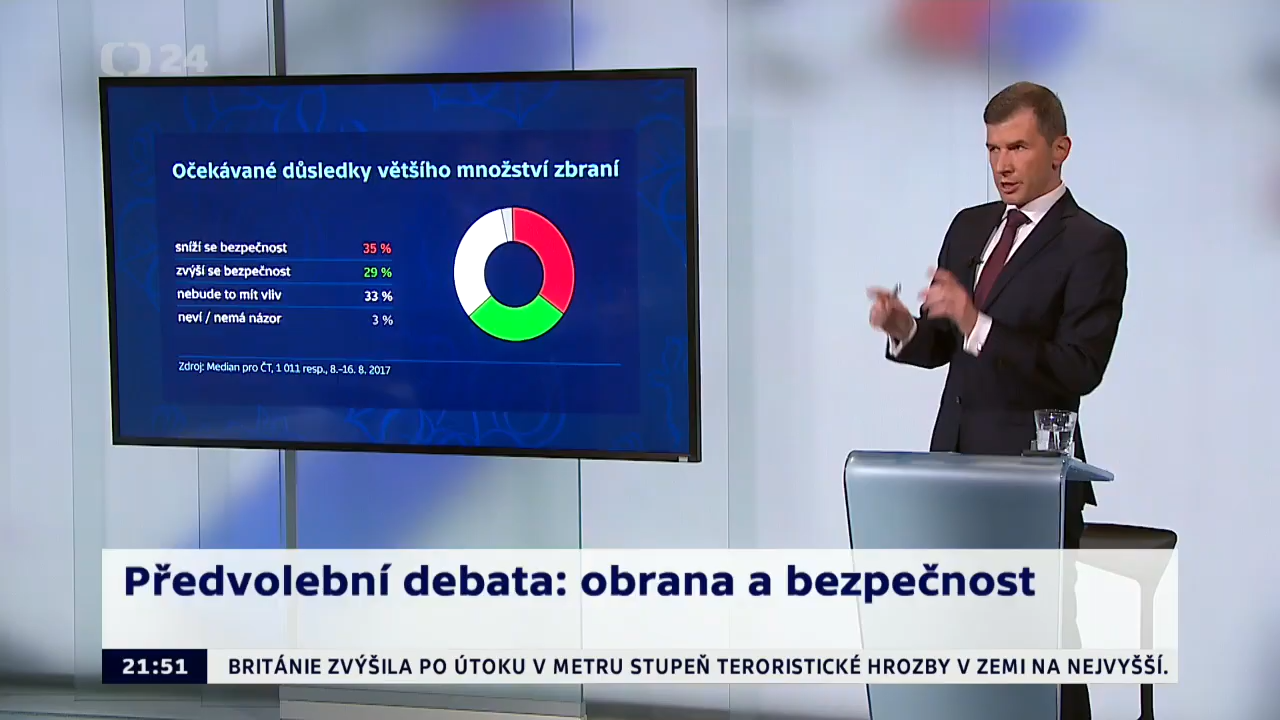 ČT 24
Očekávané důsledky většího množství zbraní
sníží se bezpečnost 35 %
zvýší se bezpečnost 29 %
nebude to mít vliv 33 %
neví / nemá názor 3 %
Zdroj: Median pro ČT, 1 011 resp., 8.–16. 8. 2017
Předvolební debata: obrana a bezpečnost
21:51 BRITÁNIE ZVÝŠILA PO ÚTOKU V METRU STUPEŇ TERORISTICKÉ HROZBY V ZEMI NA NEJVYŠŠÍ.